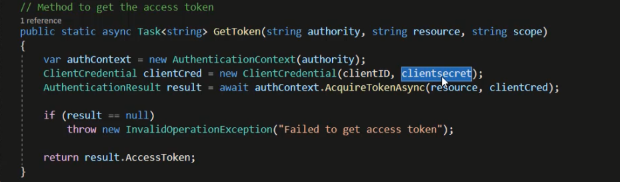 // Method to get the access token
1 reference
public static async Task<string> GetToken(string authority, string resource, string scope)
{
var authContext = new AuthenticationContext(authority);
ClientCredential clientCred = new ClientCredential(clientID, clientsecret);
AuthenticationResult result = await authContext.AcquireTokenAsync(resource, clientCred);
if (result == null)
throw new InvalidOperationException("Failed to get access token");
return result.AccessToken;
}